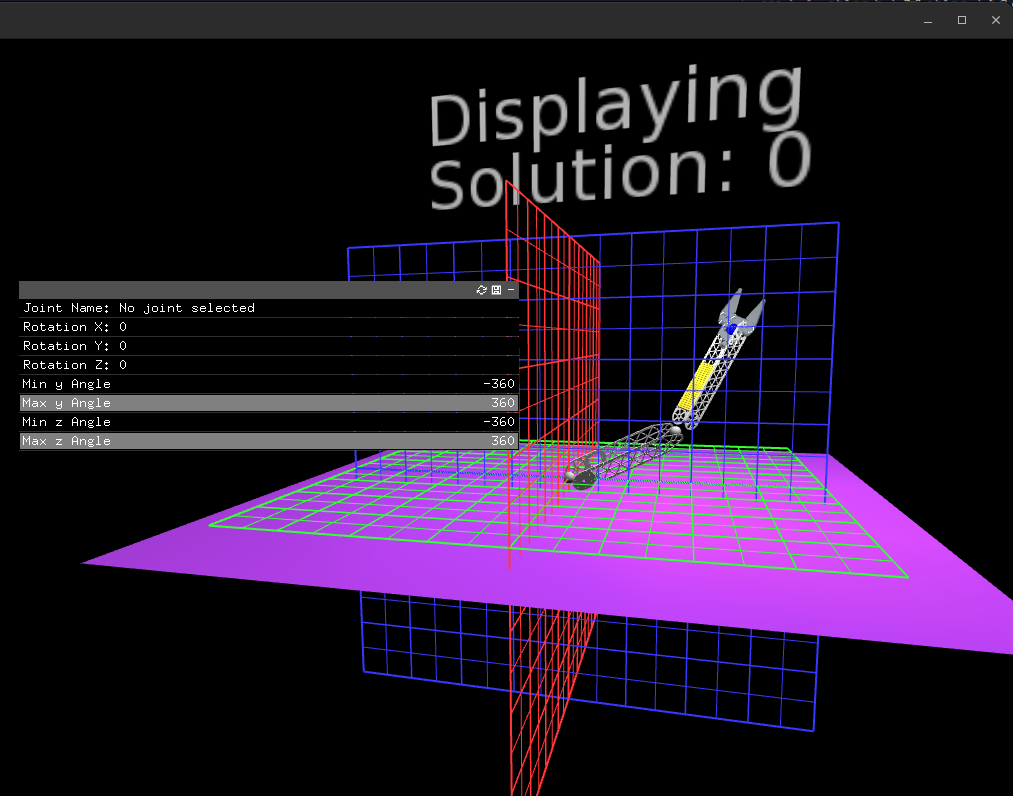 Displaying
Solution: 0
Joint Name: No joint selected
Rotation X: 0
Rotation Y: 0
Rotation Z: 0
Min y Angle -360
Max y Angle 360
Min z Angle -360
Max z Angle 360